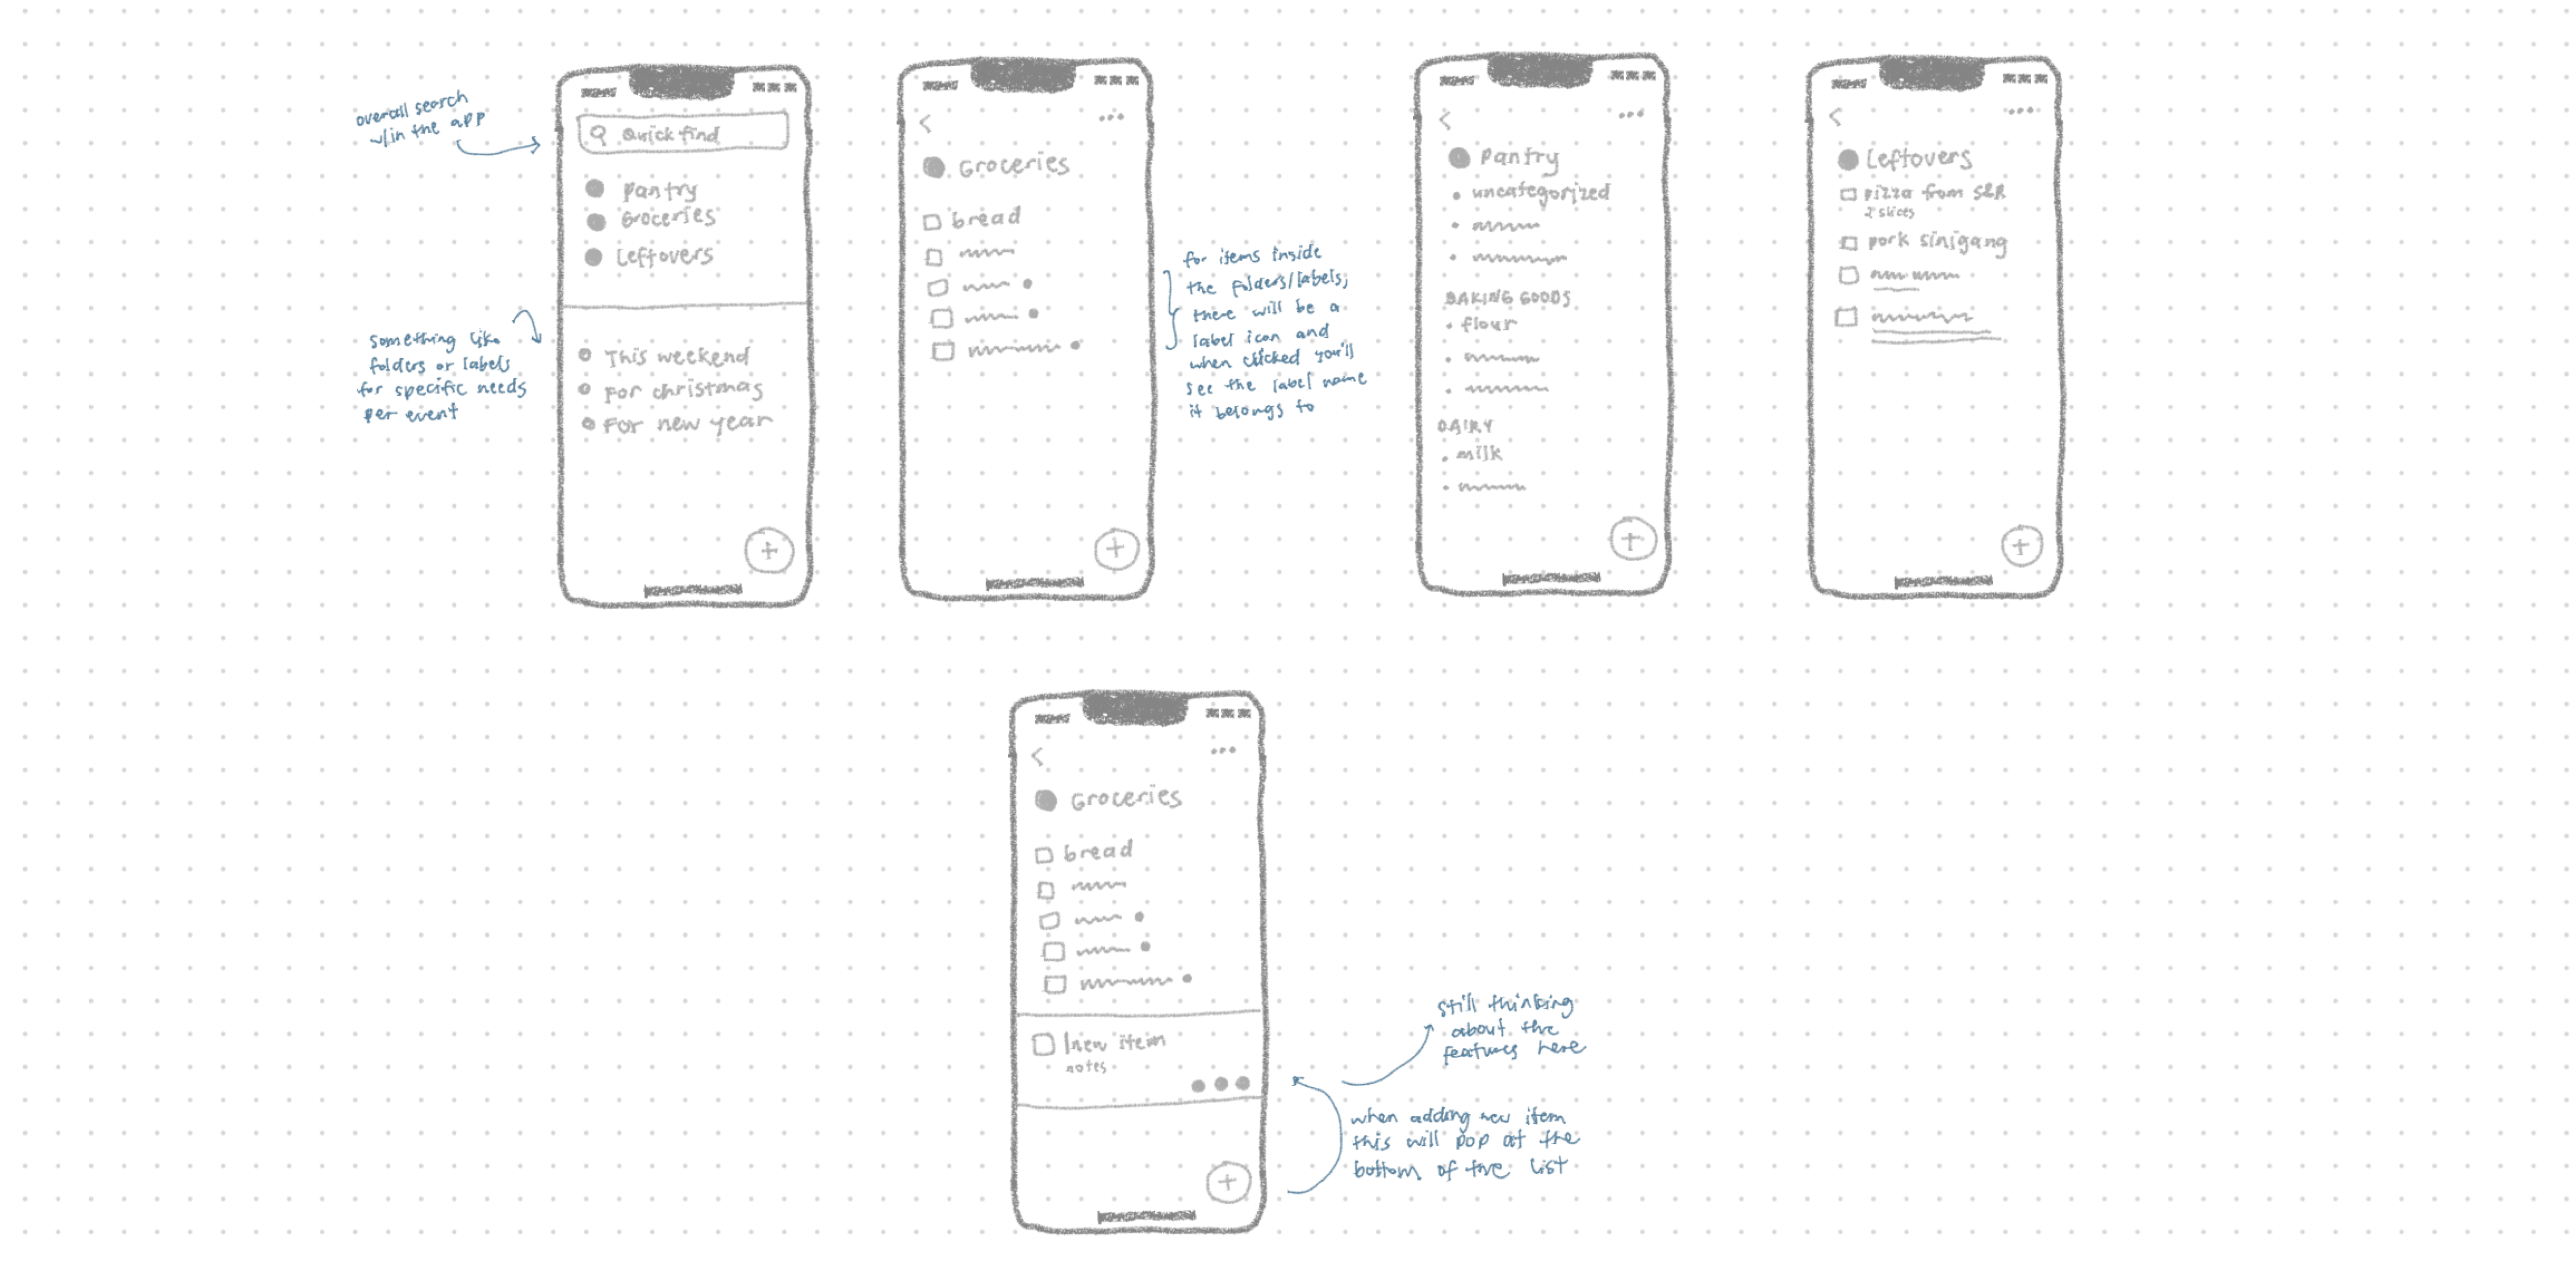 overall search
w/in the app
something like
folders or labels
for specific needs
per event
Quick find
Pantry
Groceries
Leftovers
This weekend
For christmas
For new year
Groceries
bread
for items inside
the folders/labels,
there will be a
label icon and
when clicked you'll
see the label name
it belongs to
Pantry
uncategorized
BAKING GOODS
flour
DAIRY
milk
Leftovers
pizza from S&R
2 slices
pork sinigang
Groceries
bread
new item
notes
still thinking
about the
features here
when adding new item
this will pop at the
bottom of the list